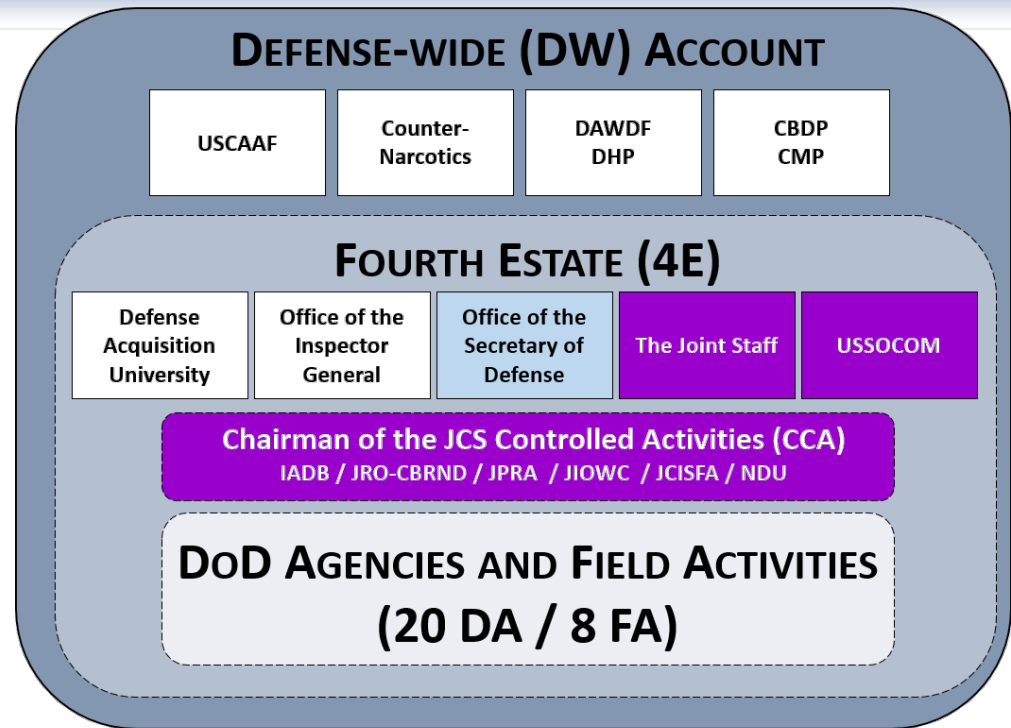 DEFENSE-WIDE (DW) ACCOUNT
USCAAF
Counter-
Narcotics
DAWDF
DHP
CBDP
CMP
FOURTH ESTATE (4E)
Defense
Acquisition
University
Office of the
Inspector
General
Office of the
Secretary of
Defense
The Joint Staff
USSOCOM
Chairman of the JCS Controlled Activities (CCA)
IADB / JRO-CBRND / JPRA / JIOWC / JCISFA / NDU
DOD AGENCIES AND FIELD ACTIVITIES
(20 DA / 8 FA)